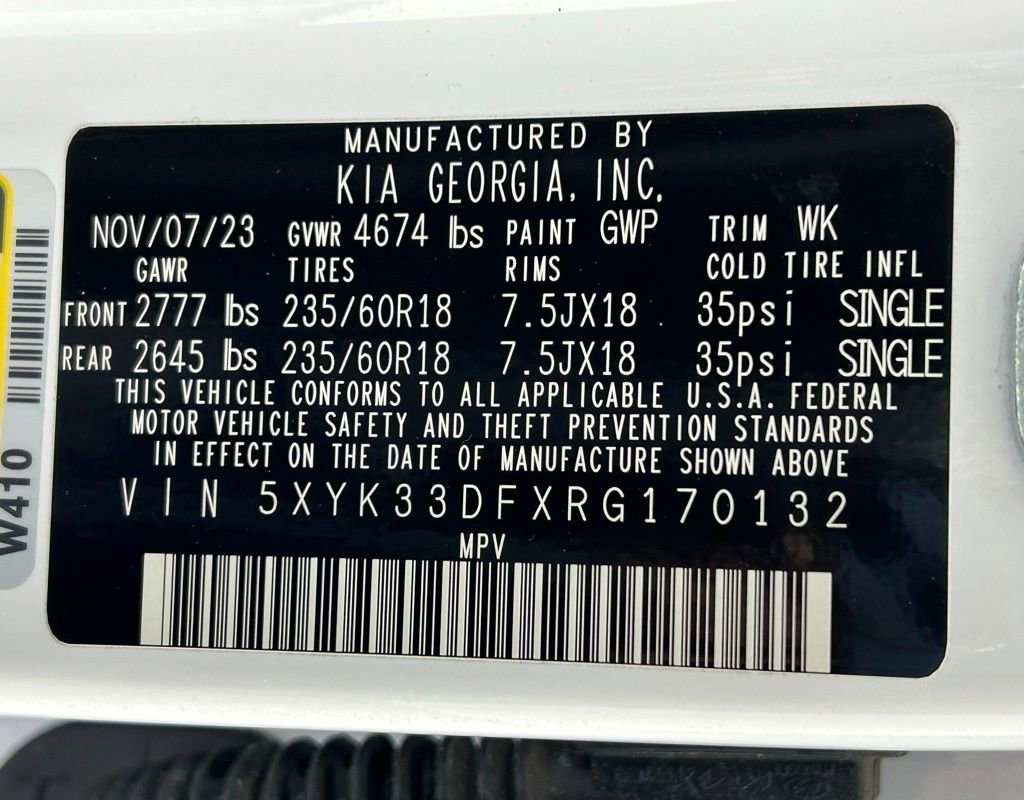 MANUFACTURED BY
KIA GEORGIA, INC.
NOV/07/23 GVWR 4674 lbs PAINT GWP TRIM WK
GAWR TIRES RIMS COLD TIRE INFL
FRONT 2777 lbs 235/60R18 7.5JX18 35psi SINGLE
REAR 2645 lbs 235/60R18 7.5JX18 35psi SINGLE
THIS VEHICLE CONFORMS TO ALL APPLICABLE U.S.A. FEDERAL
MOTOR VEHICLE SAFETY AND THEFT PREVENTION STANDARDS
IN EFFECT ON THE DATE OF MANUFACTURE SHOWN ABOVE
VIN 5XYK33DFXRG170132
MPV
W410